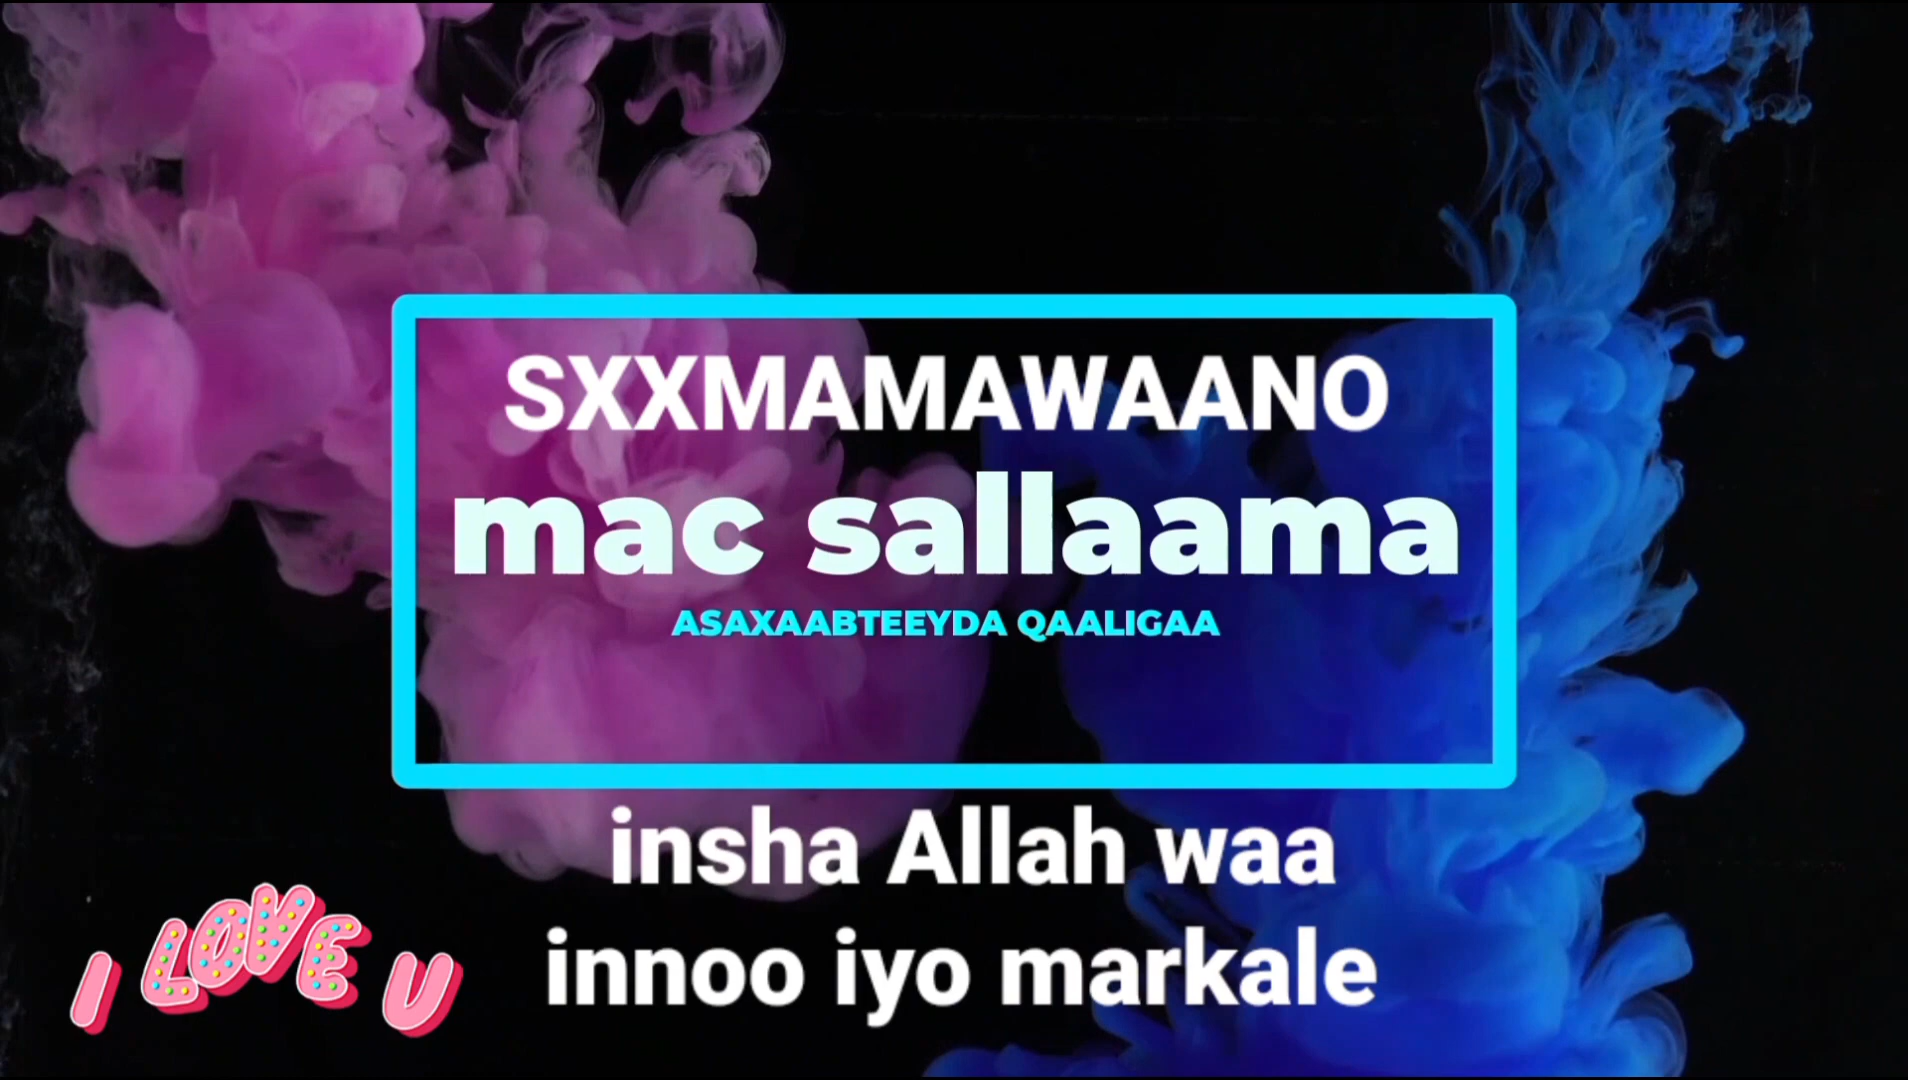 SXXMAMAWAANO
mac sallaama
ASAXAABTEEYDA QAALIGAA
insha Allah waa
innoo iyo markale
I LOVE U